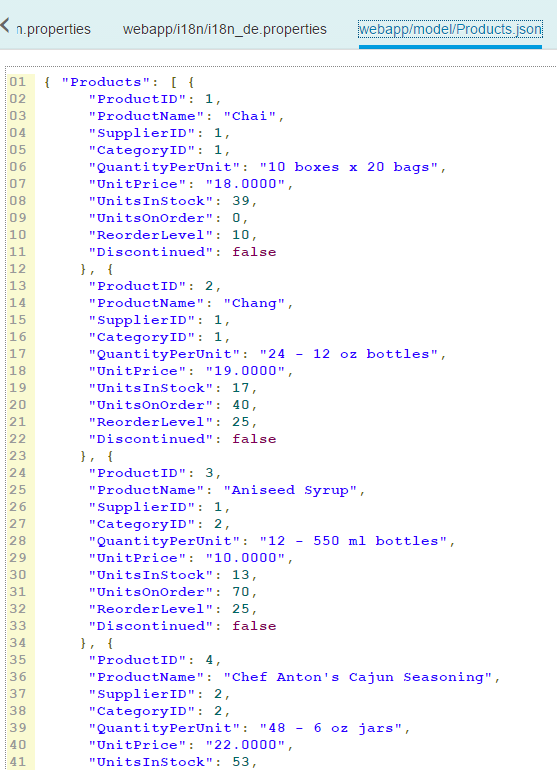 n.properties webapp/i18n/i18n_de.properties webapp/model/Products.json
01 { "Products": [ {
02 "ProductID": 1,
03 "ProductName": "Chai",
04 "SupplierID": 1,
05 "CategoryID": 1,
06 "QuantityPerUnit": "10 boxes x 20 bags",
07 "UnitPrice": "18.0000",
08 "UnitsInStock": 39,
09 "UnitsOnOrder": 0,
10 "ReorderLevel": 10,
11 "Discontinued": false
12 }, {
13 "ProductID": 2,
14 "ProductName": "Chang",
15 "SupplierID": 1,
16 "CategoryID": 1,
17 "QuantityPerUnit": "24 - 12 oz bottles",
18 "UnitPrice": "19.0000",
19 "UnitsInStock": 17,
20 "UnitsOnOrder": 40,
21 "ReorderLevel": 25,
22 "Discontinued": false
23 }, {
24 "ProductID": 3,
25 "ProductName": "Aniseed Syrup",
26 "SupplierID": 1,
27 "CategoryID": 2,
28 "QuantityPerUnit": "12 - 550 ml bottles",
29 "UnitPrice": "10.0000",
30 "UnitsInStock": 13,
31 "UnitsOnOrder": 70,
32 "ReorderLevel": 25,
33 "Discontinued": false
34 }, {
35 "ProductID": 4,
36 "ProductName": "Chef Anton's Cajun Seasoning",
37 "SupplierID": 2,
38 "CategoryID": 2,
39 "QuantityPerUnit": "48 - 6 oz jars",
40 "UnitPrice": "22.0000",
41 "UnitsInStock": 53,